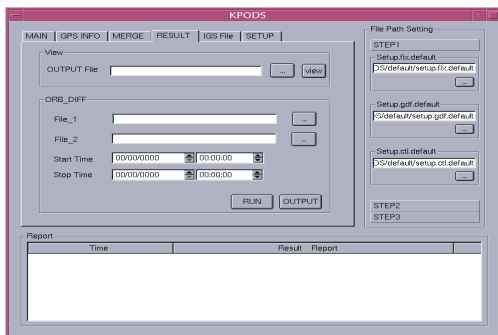 KPODS
MAIN GPS INFO MERGE RESULT IGS File SETUP
View
OUTPUT File ... view
ORB_DIFF
File_1 ...
File_2 ...
Start Time 00/00/0000 00:00:00
Stop Time 00/00/0000 00:00:00
RUN OUTPUT
File Path Setting
STEP1
Setup.fix.default
DS/default/setup.fix.default
...
Setup.gdf.default
/default/setup.gdf.default
...
Setup.ctl.default
DS/default/setup.ctl.default
...
STEP2
STEP3
Report
Time Result Report